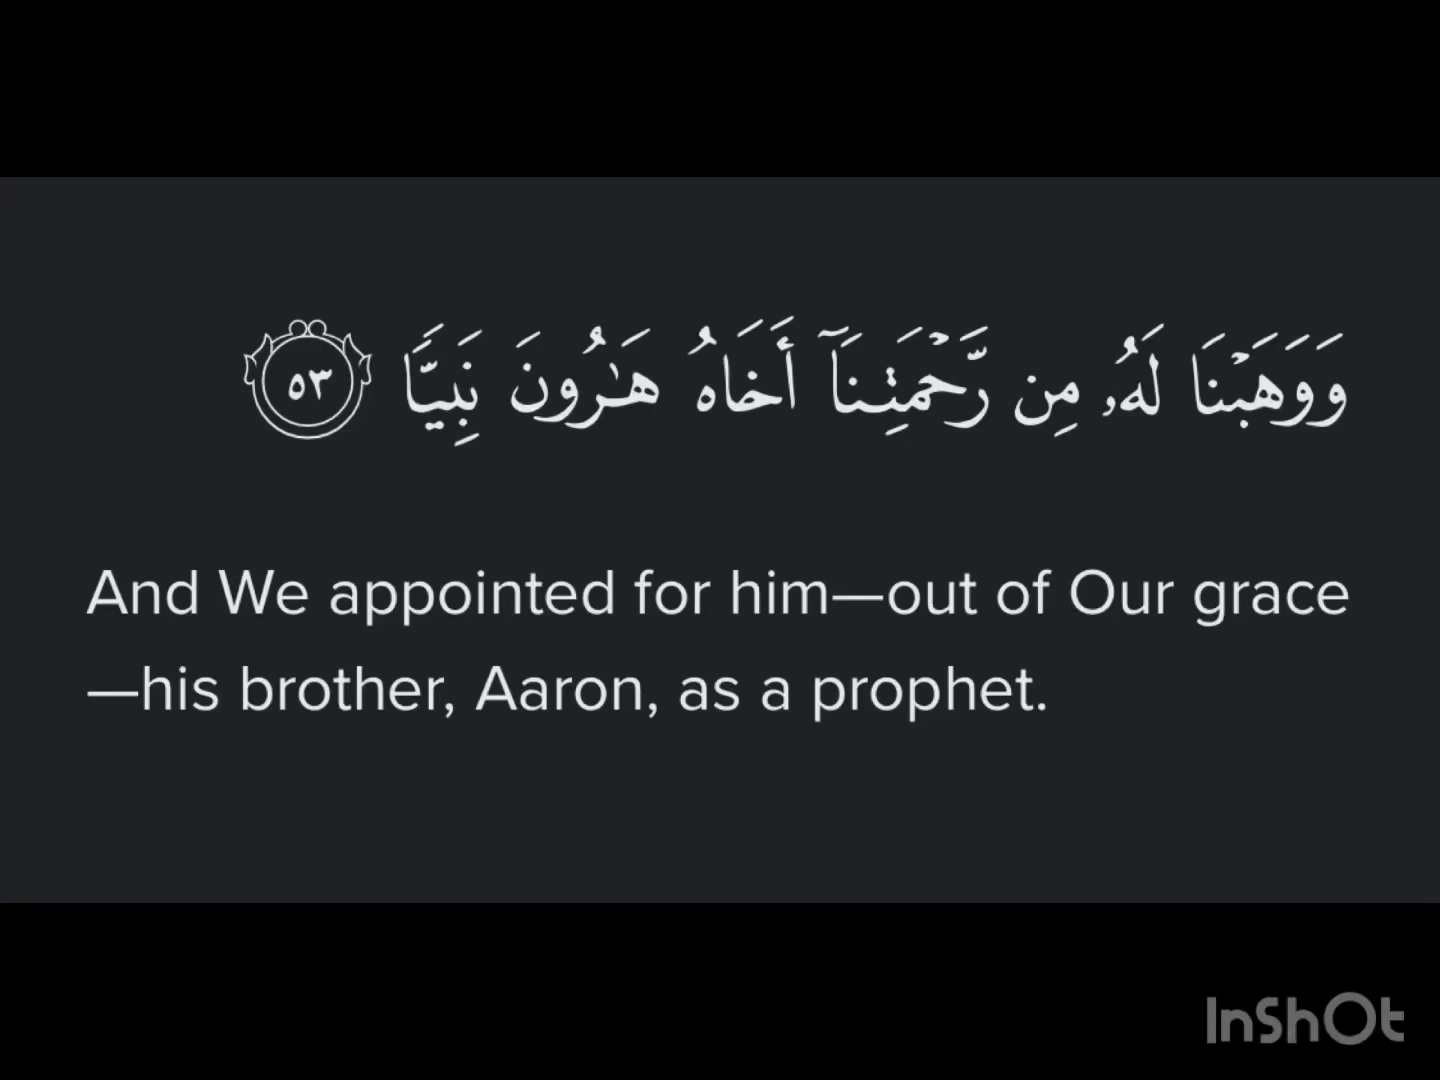 وَوَهَبْنَا لَهُۥ مِن رَّحْمَتِنَآ أَخَاهُ هَـٰرُونَ نَبِيًّا ٥٣
And We appointed for him—out of Our grace
—his brother, Aaron, as a prophet.
InShOt